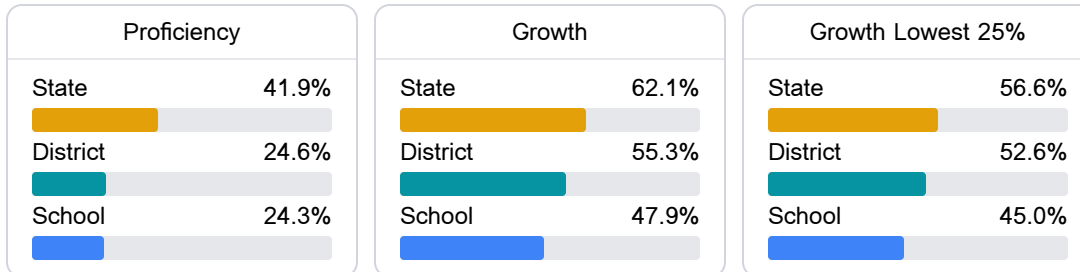 Proficiency
State 41.9%
District 24.6%
School 24.3%
Growth
State 62.1%
District 55.3%
School 47.9%
Growth Lowest 25%
State 56.6%
District 52.6%
School 45.0%